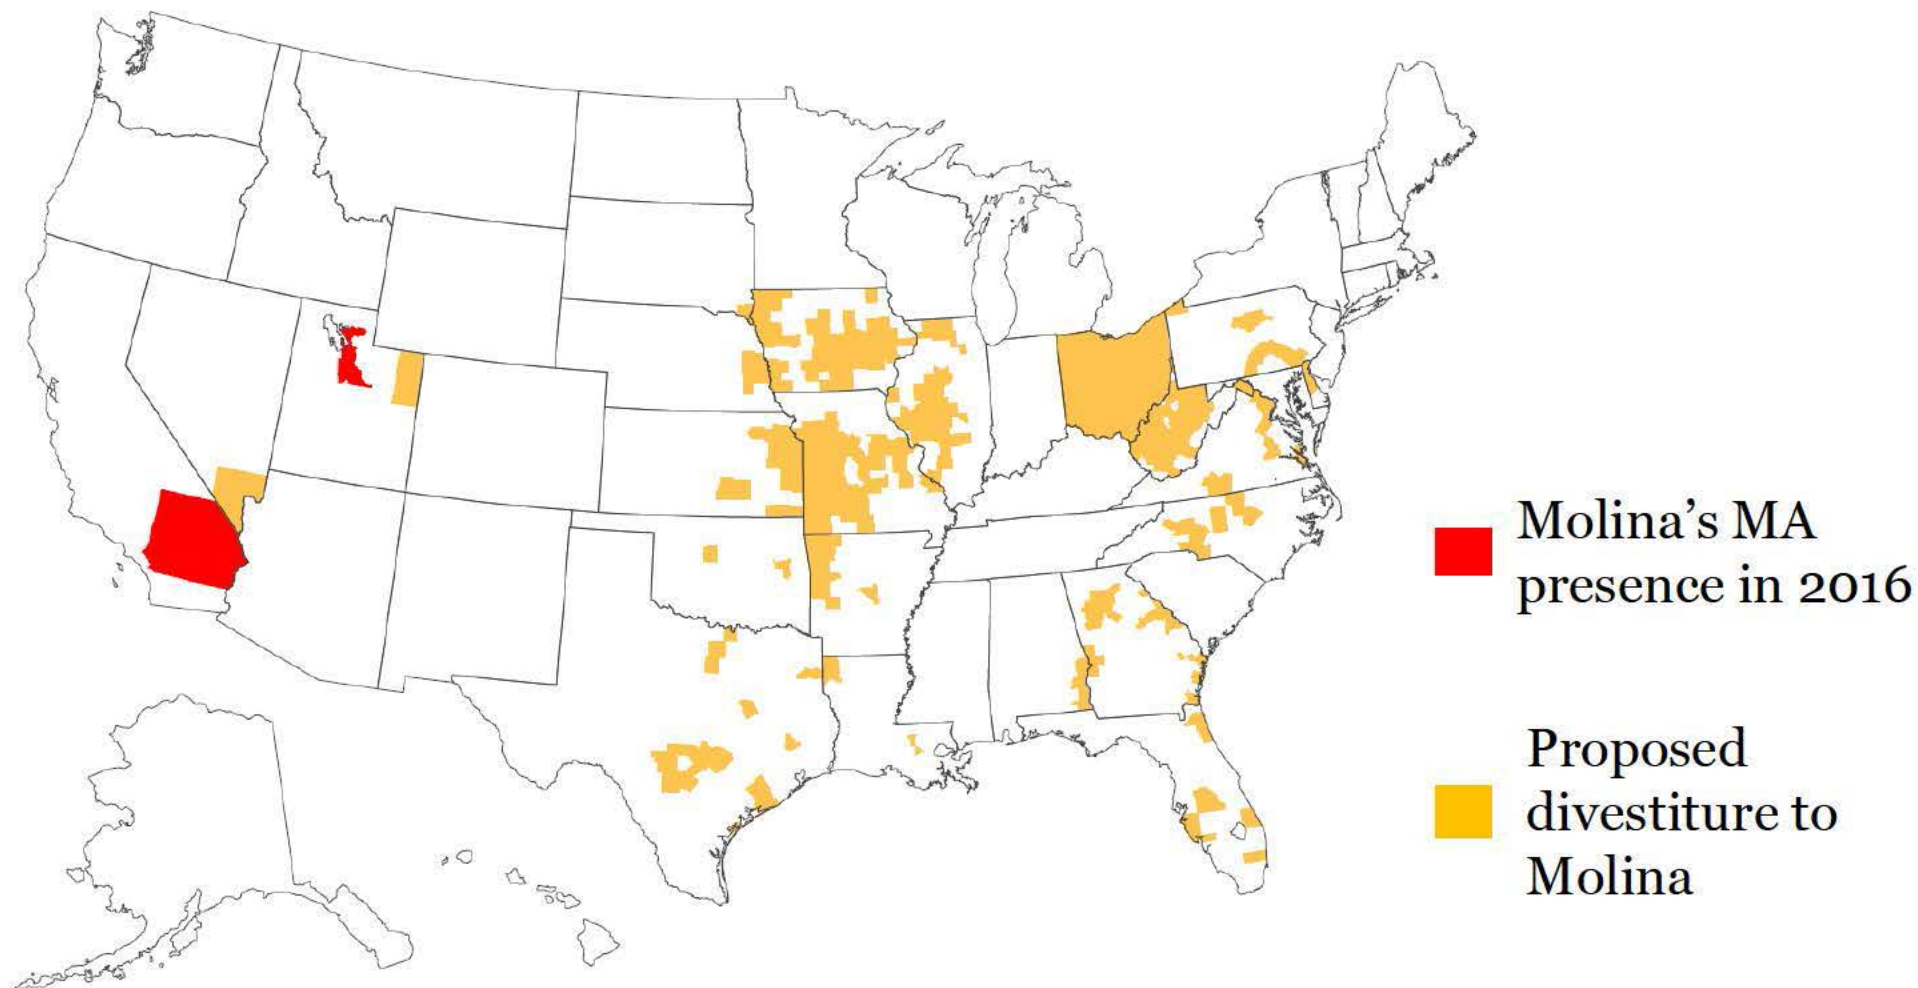 Molina’s MA
presence in 2016
Proposed
divestiture to
Molina